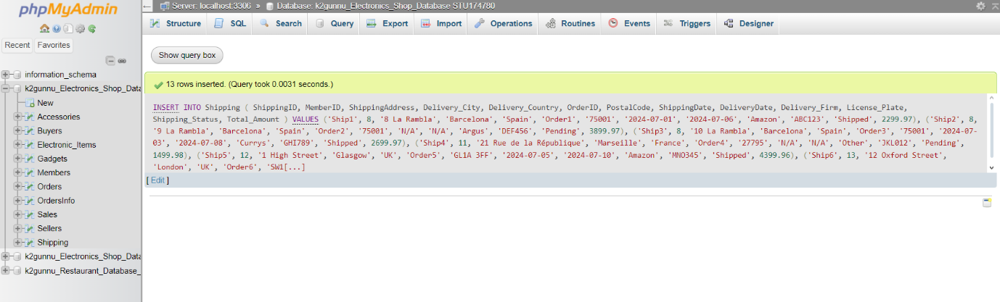 phpMyAdmin
Recent Favorites
information_schema
k2gunnu_Electronics_Shop_Data
New
Accessories
Buyers
Electronic_Items
Gadgets
Members
Orders
OrdersInfo
Sales
Sellers
Shipping
k2gunnu_Electronics_Shop_Data
k2gunnu_Restaurant_Database_
Server: localhost:3306 » Database: k2gunnu_Electronics_Shop_Database STU174780
Structure SQL Search Query Export Import Operations Routines Events Triggers Designer
Show query box
13 rows inserted. (Query took 0.0031 seconds.)
INSERT INTO Shipping ( ShippingID, MemberID, ShippingAddress, Delivery_City, Delivery_Country, OrderID, PostalCode, ShippingDate, DeliveryDate, Delivery_Firm, License_Plate,
Shipping_Status, Total_Amount ) VALUES ('Ship1', 8, '8 La Rambla', 'Barcelona', 'Spain', 'Order1', '75001', '2024-07-01', '2024-07-06', 'Amazon', 'ABC123', 'Shipped', 2299.97), ('Ship2', 8,
'9 La Rambla', 'Barcelona', 'Spain', 'Order2', '75001', 'N/A', 'N/A', 'Argus', 'DEF456', 'Pending', 3899.97), ('Ship3', 8, '10 La Rambla', 'Barcelona', 'Spain', 'Order3', '75001', '2024-07-
03', '2024-07-08', 'Currys', 'GHI789', 'Shipped', 2699.97), ('Ship4', 11, '21 Rue de la République', 'Marseille', 'France', 'Order4', '27795', 'N/A', 'N/A', 'Other', 'JKL012', 'Pending',
1499.98), ('Ship5', 12, '1 High Street', 'Glasgow', 'UK', 'Order5', 'GL1A 3FF', '2024-07-05', '2024-07-10', 'Amazon', 'MNO345', 'Shipped', 4399.96), ('Ship6', 13, '12 Oxford Street',
'London', 'UK', 'Order6', 'SW1[...]
[ Edit ]